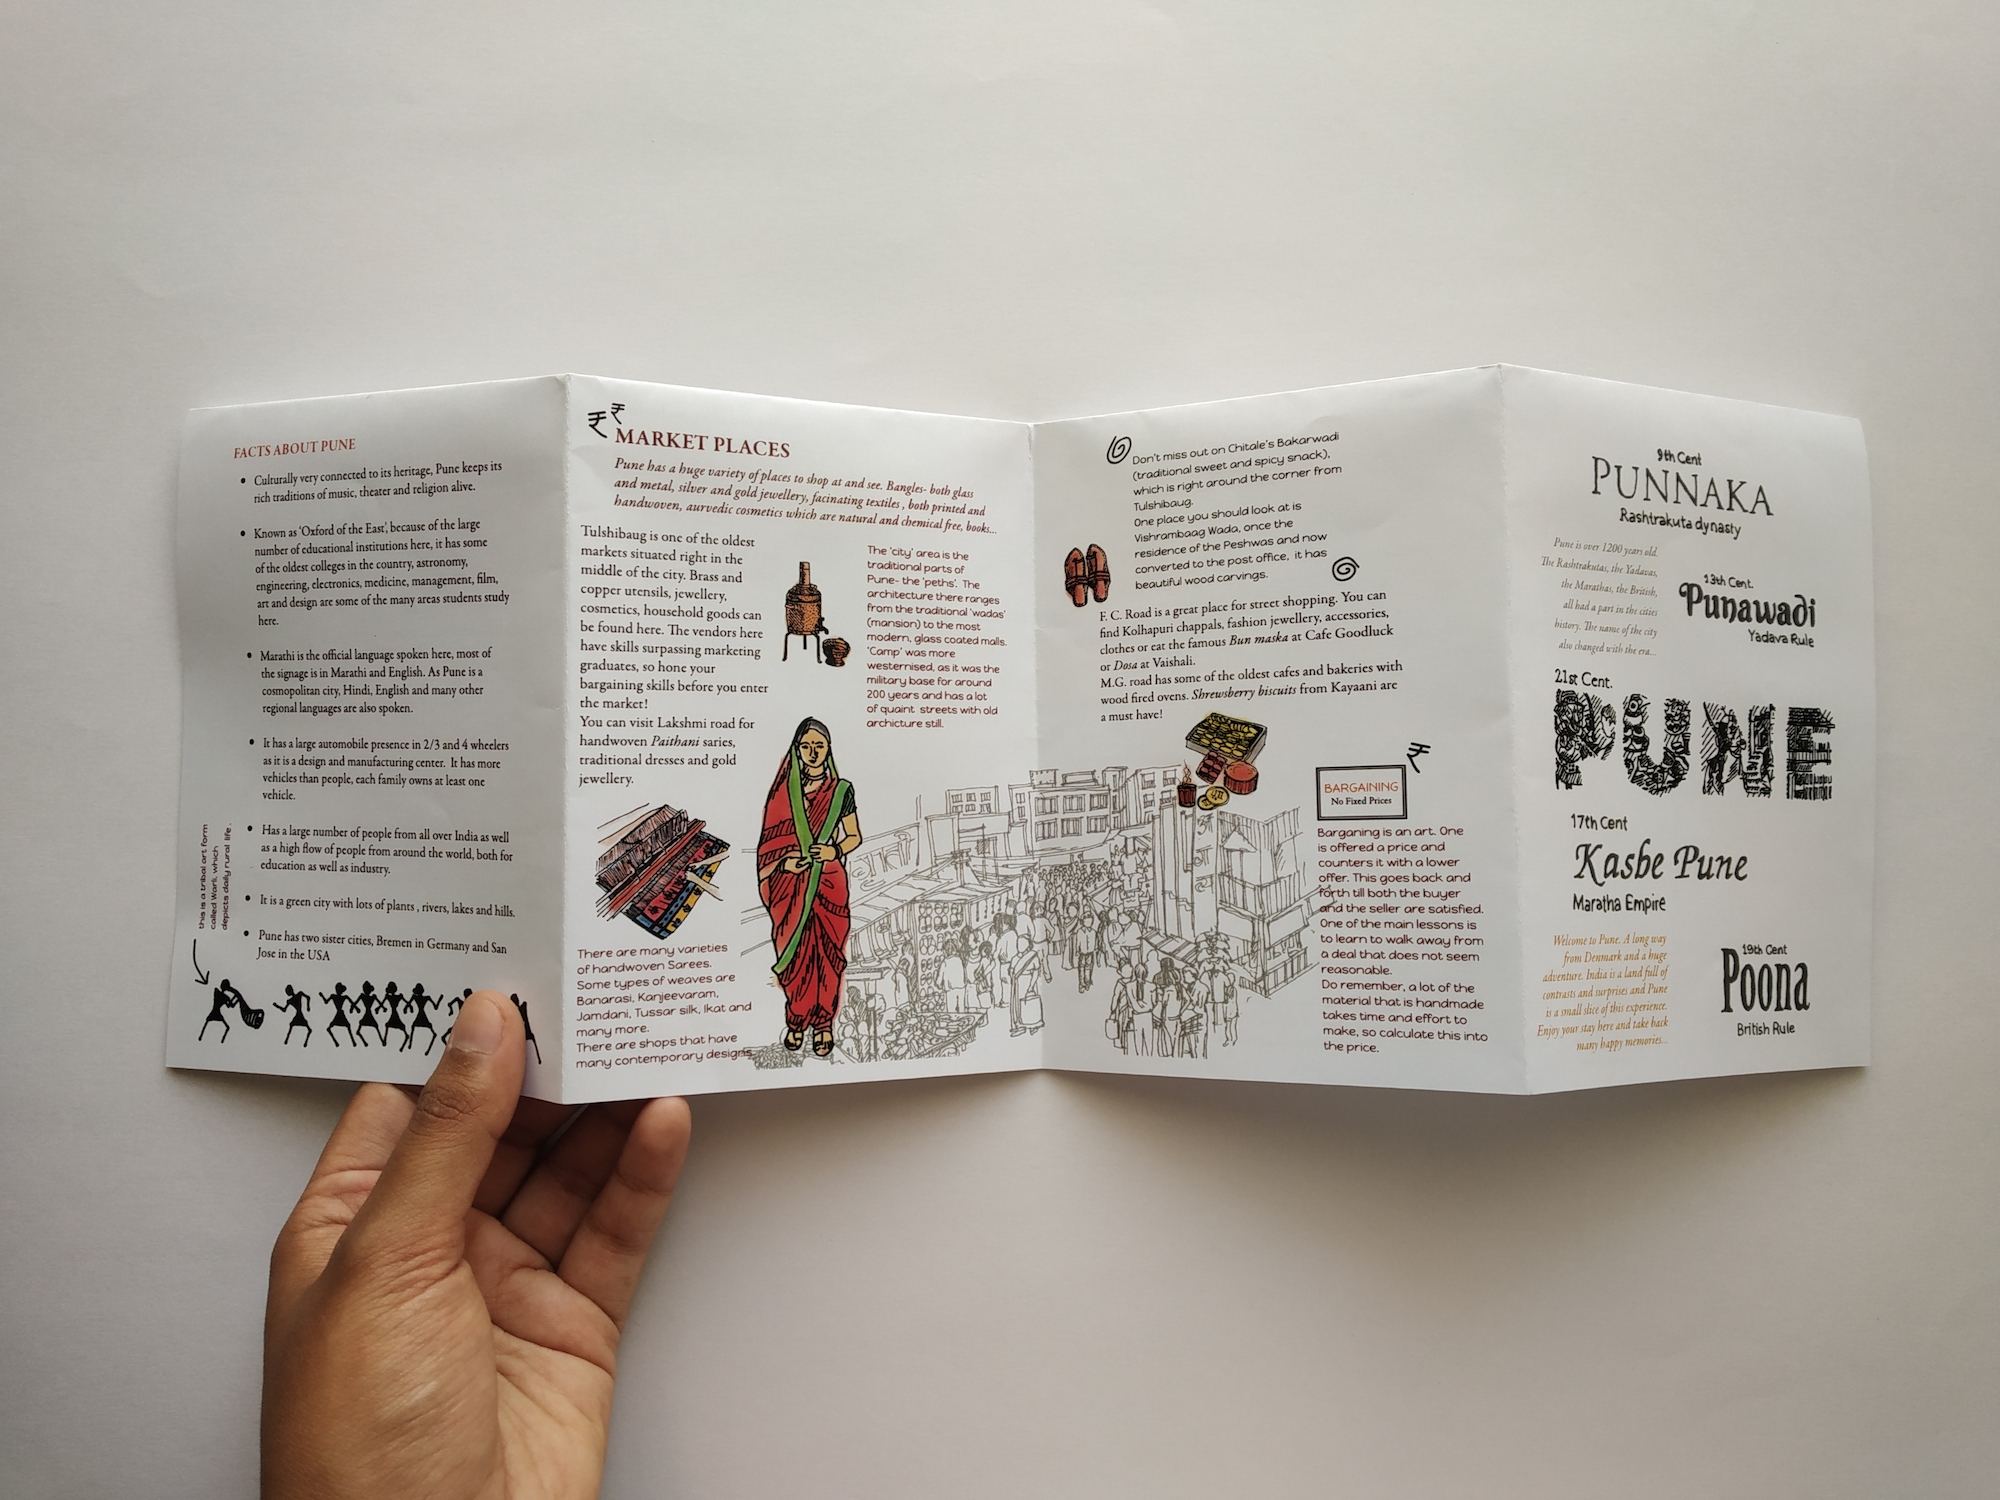 FACTS ABOUT PUNE
• Culturally very connected to its heritage, Pune keeps its
rich traditions of music, theater and religion alive.
• Known as 'Oxford of the East', because of the large
number of educational institutions here, it has some
of the oldest colleges in the country, astronomy,
engineering, electronics, medicine, management, film,
art and design are some of the many areas students study
here.
• Marathi is the official language spoken here, most of
the signage is in Marathi and English. As Pune is a
cosmopolitan city, Hindi, English and many other
regional languages are also spoken.
• It has a large automobile presence in 2/3 and 4 wheelers
as it is a design and manufacturing center. It has more
vehicles than people, each family owns at least one
vehicle.
• Has a large number of people from all over India as well
as a high flow of people from around the world, both for
education as well as industry.
• It is a green city with lots of plants , rivers, lakes and hills.
• Pune has two sister cities, Bremen in Germany and San
Jose in the USA
this is a tribal art form
called Warli, which
depicts daily rural life .
₹ ₹
MARKET PLACES
Pune has a huge variety of places to shop at and see. Bangles- both glass
and metal, silver and gold jewellery, facinating textiles , both printed and
handwoven, aurvedic cosmetics which are natural and chemical free, books...
Tulshibaug is one of the oldest
markets situated right in the
middle of the city. Brass and
copper utensils, jewellery,
cosmetics, household goods can
be found here. The vendors here
have skills surpassing marketing
graduates, so hone your
bargaining skills before you enter
the market!
You can visit Lakshmi road for
handwoven Paithani saries,
traditional dresses and gold
jewellery.
The 'city' area is the
traditional parts of
Pune- the 'peths'. The
architecture there ranges
from the traditional 'wadas'
(mansion) to the most
modern, glass coated malls.
'Camp' was more
westernised, as it was the
military base for around
200 years and has a lot
of quaint streets with old
archicture still.
There are many varieties
of handwoven Sarees.
Some types of weaves are
Banarasi, Kanjeevaram,
Jamdani, Tussar silk, Ikat and
many more.
There are shops that have
many contemporary designs
Don't miss out on Chitale's Bakarwadi
(traditional sweet and spicy snack),
which is right around the corner from
Tulshibaug.
One place you should look at is
Vishrambaag Wada, once the
residence of the Peshwas and now
converted to the post office, it has
beautiful wood carvings.
F. C. Road is a great place for street shopping. You can
find Kolhapuri chappals, fashion jewellery, accessories,
clothes or eat the famous Bun maska at Cafe Goodluck
or Dosa at Vaishali.
M.G. road has some of the oldest cafes and bakeries with
wood fired ovens. Shrewsberry biscuits from Kayaani are
a must have!
₹
BARGAINING
No Fixed Prices
Barganing is an art. One
is offered a price and
counters it with a lower
offer. This goes back and
forth till both the buyer
and the seller are satisfied.
One of the main lessons is
to learn to walk away from
a deal that does not seem
reasonable.
Do remember, a lot of the
material that is handmade
takes time and effort to
make, so calculate this into
the price.
9th Cent
PUNNAKA
Rashtrakuta dynasty
Pune is over 1200 years old.
The Rashtrakutas, the Yadavas,
the Marathas, the British,
all had a part in the cities
history. The name of the city
also changed with the era...
13th Cent.
Punawadi
Yadava Rule
21st Cent.
PUNE
17th Cent
Kasbe Pune
Maratha Empire
Welcome to Pune. A long way
from Denmark and a huge
adventure. India is a land full of
contrasts and surprises and Pune
is a small slice of this experience.
Enjoy your stay here and take back
many happy memories...
19th Cent
Poona
British Rule